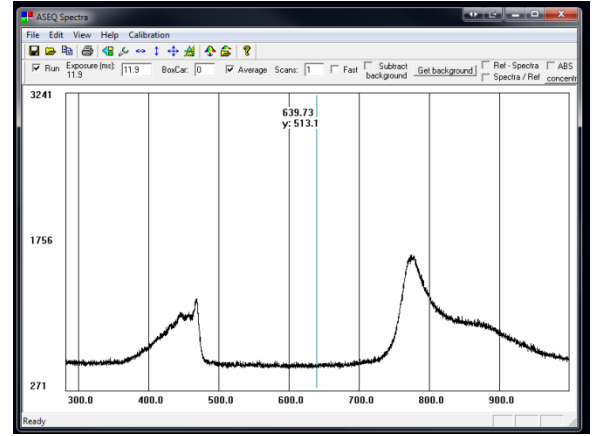 ASEQ Spectra
File Edit View Help Calibration
Run Exposure (ms): 11.9 BoxCar: 0 Average Scans: 1 Fast Subtract background Get background Ref - Spectra ABS
11.9 Spectra / Ref concentr
3241
639.73
y: 513.1
1756
271
300.0 400.0 500.0 600.0 700.0 800.0 900.0
Ready